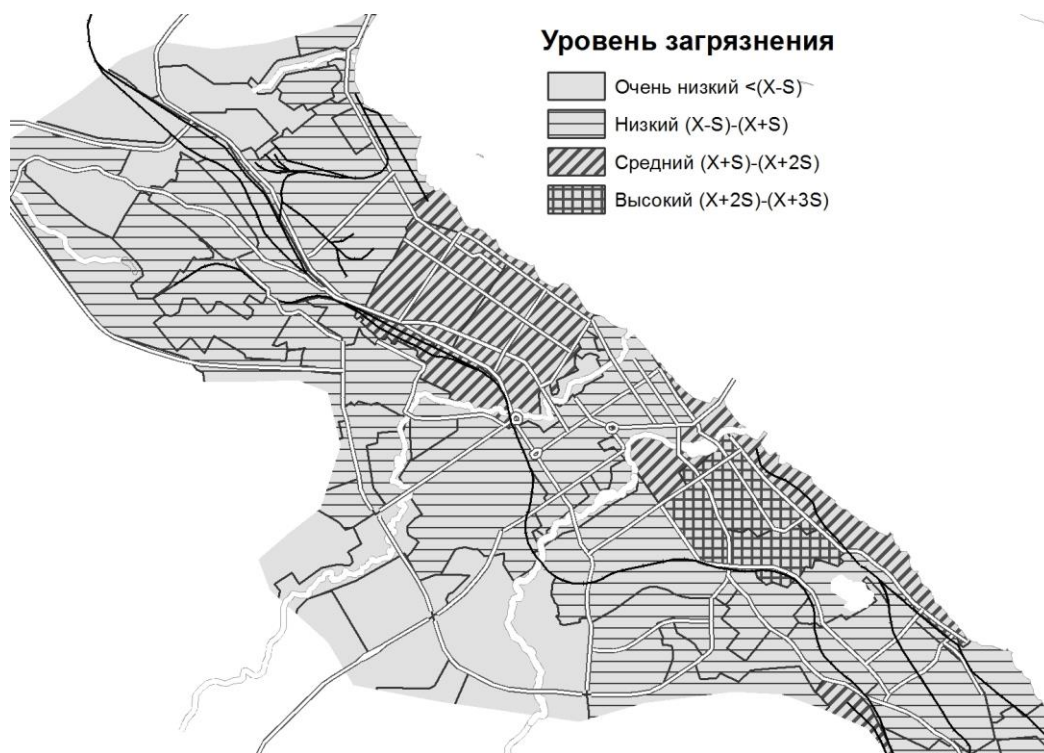 Уровень загрязнения
Очень низкий <(X-S)
Низкий (X-S)-(X+S)
Средний (X+S)-(X+2S)
Высокий (X+2S)-(X+3S)